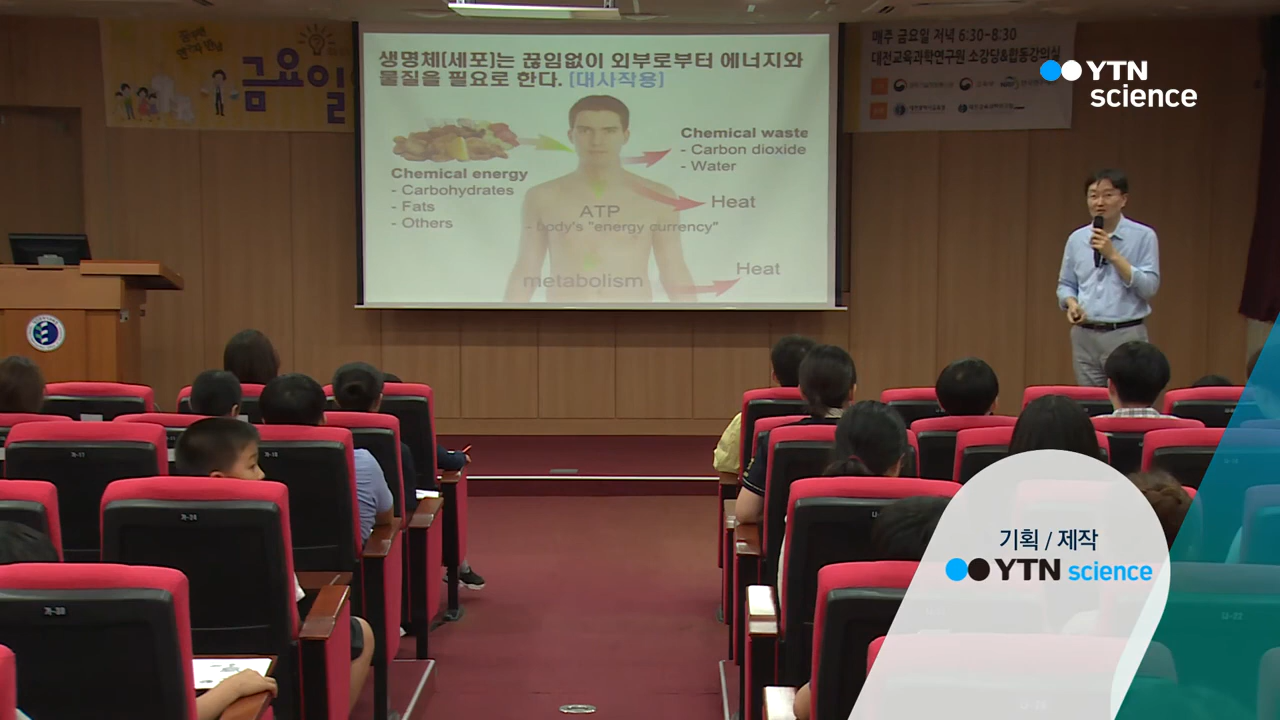 금요일
매주 금요일 저녁 6:30-8:30
대전교육과학연구원 소강당&합동강의실
YTN
science
생명체(세포)는 끊임없이 외부로부터 에너지와
물질을 필요로 한다. [대사작용]
Chemical energy
- Carbohydrates
- Fats
- Others
Chemical waste
- Carbon dioxide
- Water
Heat
ATP
- body's "energy currency"
metabolism
Heat
기획 / 제작
YTN science